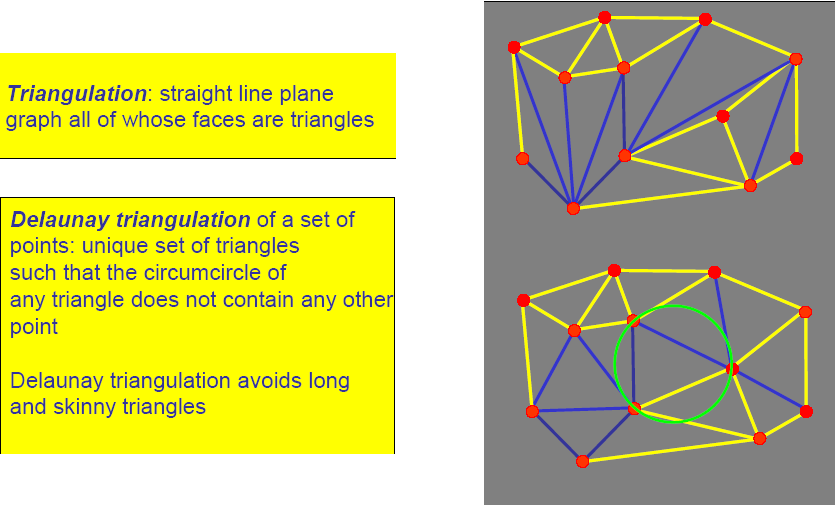 Triangulation: straight line plane
graph all of whose faces are triangles
Delaunay triangulation of a set of
points: unique set of triangles
such that the circumcircle of
any triangle does not contain any other
point
Delaunay triangulation avoids long
and skinny triangles